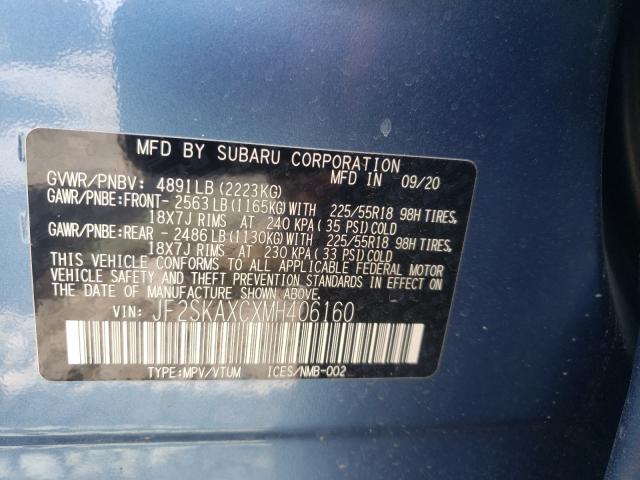 MFD BY SUBARU CORPORATION
GVWR/PNBV: 4891LB (2223KG) MFD IN 09/20
GAWR/PNBE:FRONT- 2563LB (1165KG) WITH 225/55R18 98H TIRES,
18X7J RIMS AT 240 KPA (35 PSI) COLD
GAWR/PNBE:REAR - 2486LB (1130KG) WITH 225/55R18 98H TIRES,
18X7J RIMS AT 230 KPA (33 PSI) COLD
THIS VEHICLE CONFORMS TO ALL APPLICABLE FEDERAL MOTOR
VEHICLE SAFETY AND THEFT PREVENTION STANDARDS IN EFFECT ON
THE DATE OF MANUFACTURE SHOWN ABOVE.
VIN: JF2SKAXCXMH406160
TYPE:MPV/VTUM ICES/NMB-002